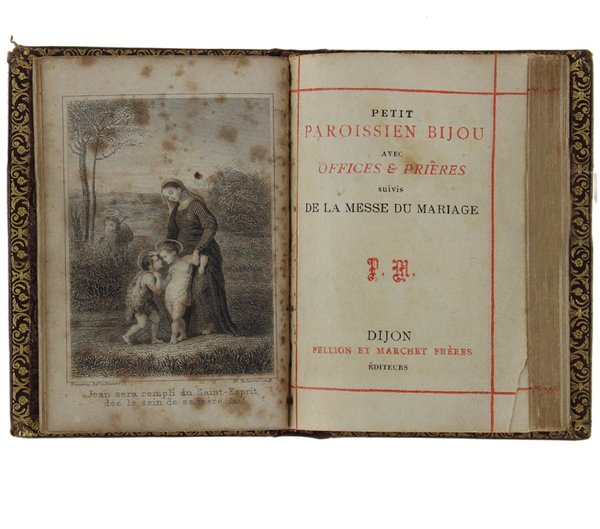 Jean sera rempli du Saint-Esprit
dès le sein de sa mère
PETIT
PAROISSIEN BIJOU
AVEC
OFFICES & PRIÈRES
suivis
DE LA MESSE DU MARIAGE
P. M.
DIJON
PELLION ET MARCHET FRÈRES
ÉDITEURS